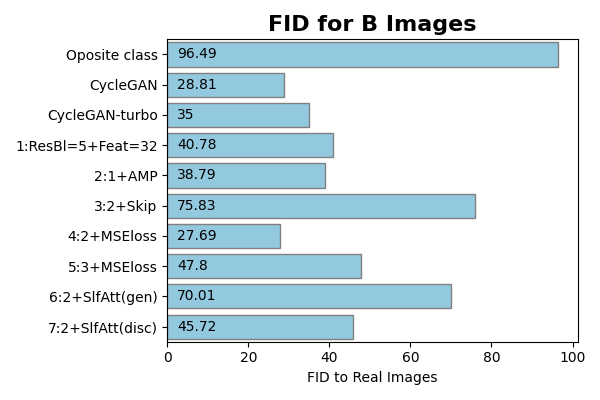 FID for B Images
Oposite class 96.49
CycleGAN 28.81
CycleGAN-turbo 35
1:ResBl=5+Feat=32 40.78
2:1+AMP 38.79
3:2+Skip 75.83
4:2+MSEloss 27.69
5:3+MSEloss 47.8
6:2+SlfAtt(gen) 70.01
7:2+SlfAtt(disc) 45.72
0 20 40 60 80 100
FID to Real Images